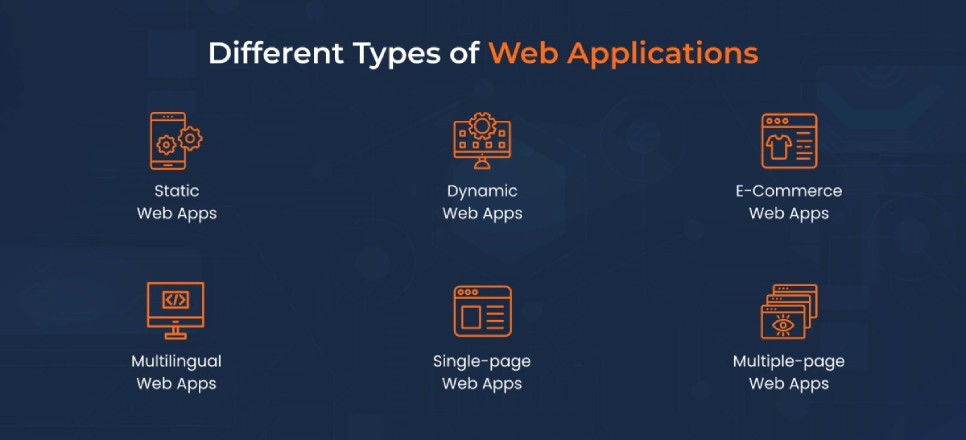 Different Types of Web Applications
Static
Web Apps
Dynamic
Web Apps
E-Commerce
Web Apps
</>
Multilingual
Web Apps
Single-page
Web Apps
Multiple-page
Web Apps